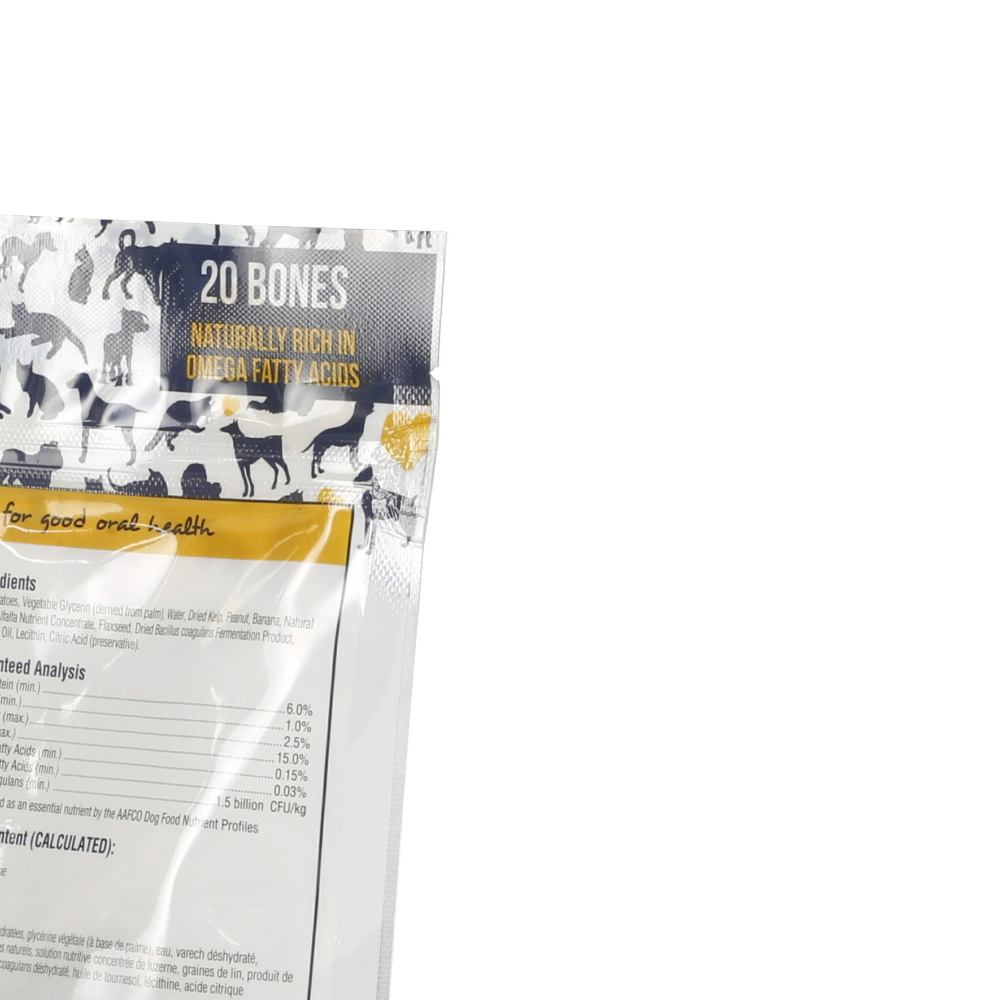 20 BONES
NATURALLY RICH IN
OMEGA FATTY ACIDS
for good oral health
dients
atoes, Vegetable Glycerin (derived from palm), Water, Dried Kelp, Peanut, Banana, Natural
lfalfa Nutrient Concentrate, Flaxseed, Dried Bacillus coagulans Fermentation Product,
Oil, Lecithin, Citric Acid (preservative).
nteed Analysis
tein (min.) 6.0%
(min.) 1.0%
(max.) 2.5%
ax.) 15.0%
tty Acids (min.) 0.15%
ty Acids (min.) 0.03%
gulans (min.) 1.5 billion CFU/kg
d as an essential nutrient by the AAFCO Dog Food Nutrient Profiles
ntent (CALCULATED):
dratées, glycérine végétale (à base de palme), eau, varech déshydraté,
s naturels, solution nutritive concentrée de luzerne, graines de lin, produit de
coagulans déshydraté, huile de tournesol, lécithine, acide citrique